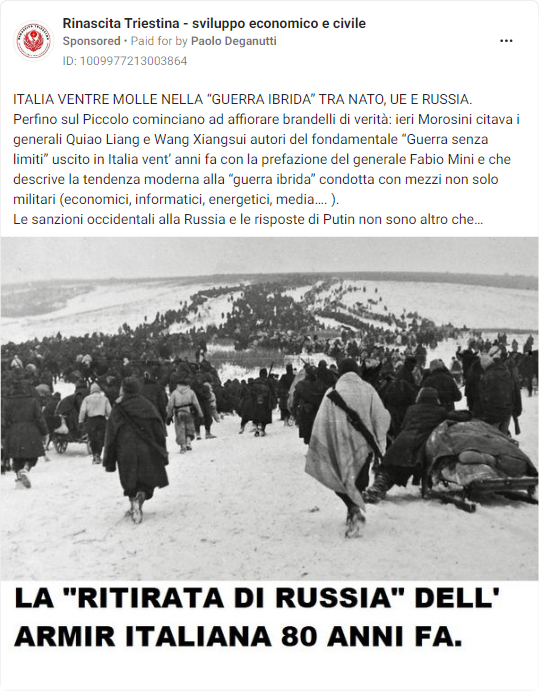 Rinascita Triestina - sviluppo economico e civile
Sponsored • Paid for by Paolo Deganutti
ID: 1009977213003864
ITALIA VENTRE MOLLE NELLA “GUERRA IBRIDA” TRA NATO, UE E RUSSIA.
Perfino sul Piccolo cominciano ad affiorare brandelli di verità: ieri Morosini citava i
generali Quiao Liang e Wang Xiangsui autori del fondamentale “Guerra senza
limiti” uscito in Italia vent’ anni fa con la prefazione del generale Fabio Mini e che
descrive la tendenza moderna alla “guerra ibrida” condotta con mezzi non solo
militari (economici, informatici, energetici, media…. ).
Le sanzioni occidentali alla Russia e le risposte di Putin non sono altro che…
LA "RITIRATA DI RUSSIA" DELL'
ARMIR ITALIANA 80 ANNI FA.